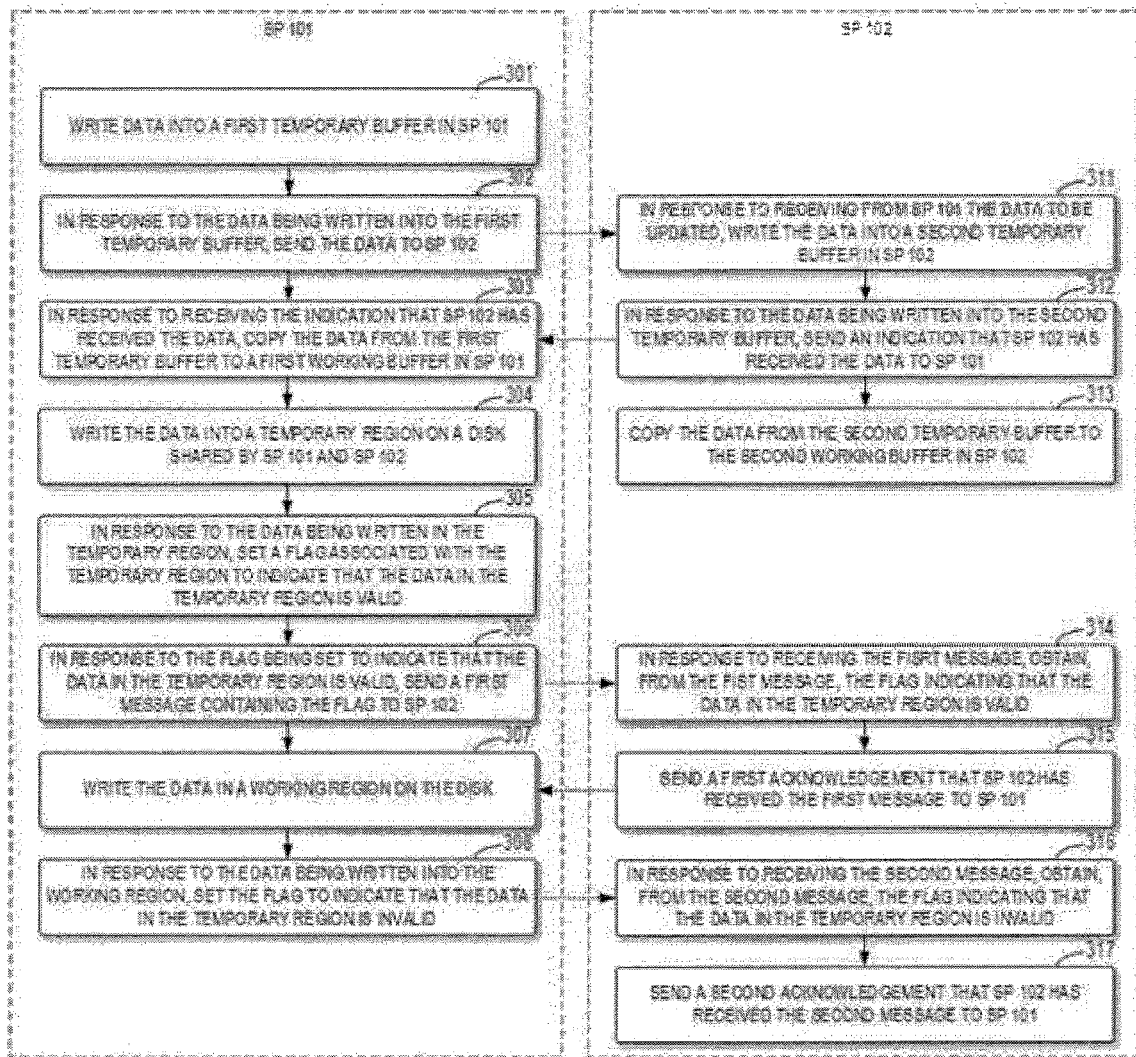 SP 101
301
WRITE DATA INTO A FIRST TEMPORARY BUFFER IN SP 101
302
IN RESPONSE TO THE DATA BEING WRITTEN INTO THE FIRST
TEMPORARY BUFFER, SEND THE DATA TO SP 102
303
IN RESPONSE TO RECEIVING THE INDICATION THAT SP 102 HAS
RECEIVED THE DATA, COPY THE DATA FROM THE FIRST
TEMPORARY BUFFER TO A FIRST WORKING BUFFER IN SP 101
304
WRITE THE DATA INTO A TEMPORARY REGION ON A DISK
SHARED BY SP 101 AND SP 102
305
IN RESPONSE TO THE DATA BEING WRITTEN IN THE
TEMPORARY REGION, SET A FLAG ASSOCIATED WITH THE
TEMPORARY REGION TO INDICATE THAT THE DATA IN THE
TEMPORARY REGION IS VALID
306
IN RESPONSE TO THE FLAG BEING SET TO INDICATE THAT THE
DATA IN THE TEMPORARY REGION IS VALID, SEND A FIRST
MESSAGE CONTAINING THE FLAG TO SP 102
307
WRITE THE DATA IN A WORKING REGION ON THE DISK
308
IN RESPONSE TO THE DATA BEING WRITTEN INTO THE
WORKING REGION, SET THE FLAG TO INDICATE THAT THE DATA
IN THE TEMPORARY REGION IS INVALID
SP 102
311
IN RESPONSE TO RECEIVING FROM SP 101 THE DATA TO BE
UPDATED, WRITE THE DATA INTO A SECOND TEMPORARY
BUFFER IN SP 102
312
IN RESPONSE TO THE DATA BEING WRITTEN INTO THE SECOND
TEMPORARY BUFFER, SEND AN INDICATION THAT SP 102 HAS
RECEIVED THE DATA TO SP 101
313
COPY THE DATA FROM THE SECOND TEMPORARY BUFFER TO
THE SECOND WORKING BUFFER IN SP 102
314
IN RESPONSE TO RECEIVING THE FISRT MESSAGE, OBTAIN,
FROM THE FIST MESSAGE, THE FLAG INDICATING THAT THE
DATA IN THE TEMPORARY REGION IS VALID
315
SEND A FIRST ACKNOWLEDGEMENT THAT SP 102 HAS
RECEIVED THE FIRST MESSAGE TO SP 101
316
IN RESPONSE TO RECEIVING THE SECOND MESSAGE, OBTAIN,
FROM THE SECOND MESSAGE, THE FLAG INDICATING THAT
THE DATA IN THE TEMPORARY REGION IS INVALID
317
SEND A SECOND ACKNOWLEDGEMENT THAT SP 102 HAS
RECEIVED THE SECOND MESSAGE TO SP 101